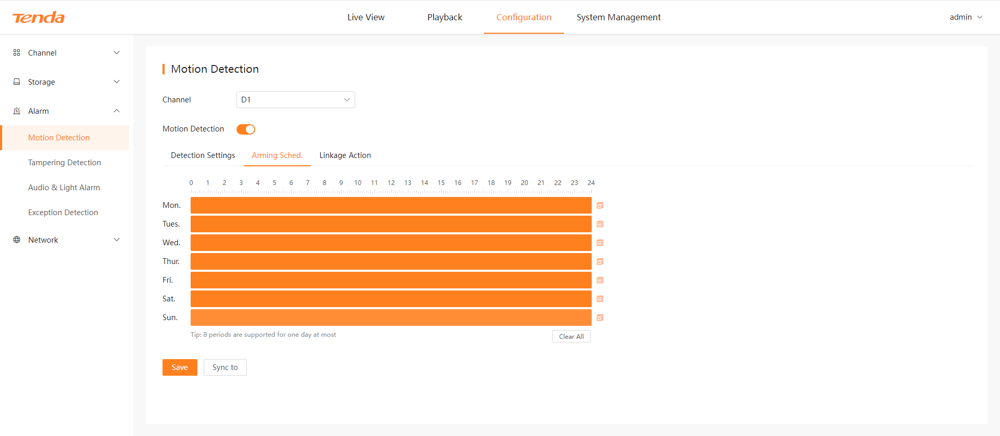 Tenda
Live View
Playback
Configuration
System Management
admin
Channel
Storage
Alarm
Motion Detection
Tampering Detection
Audio & Light Alarm
Exception Detection
Network
Motion Detection
Channel
D1
Motion Detection
Detection Settings
Arming Sched.
Linkage Action
0 1 2 3 4 5 6 7 8 9 10 11 12 13 14 15 16 17 18 19 20 21 22 23 24
Mon.
Tues.
Wed.
Thur.
Fri.
Sat.
Sun.
Tip: 8 periods are supported for one day at most
Clear All
Save
Sync to